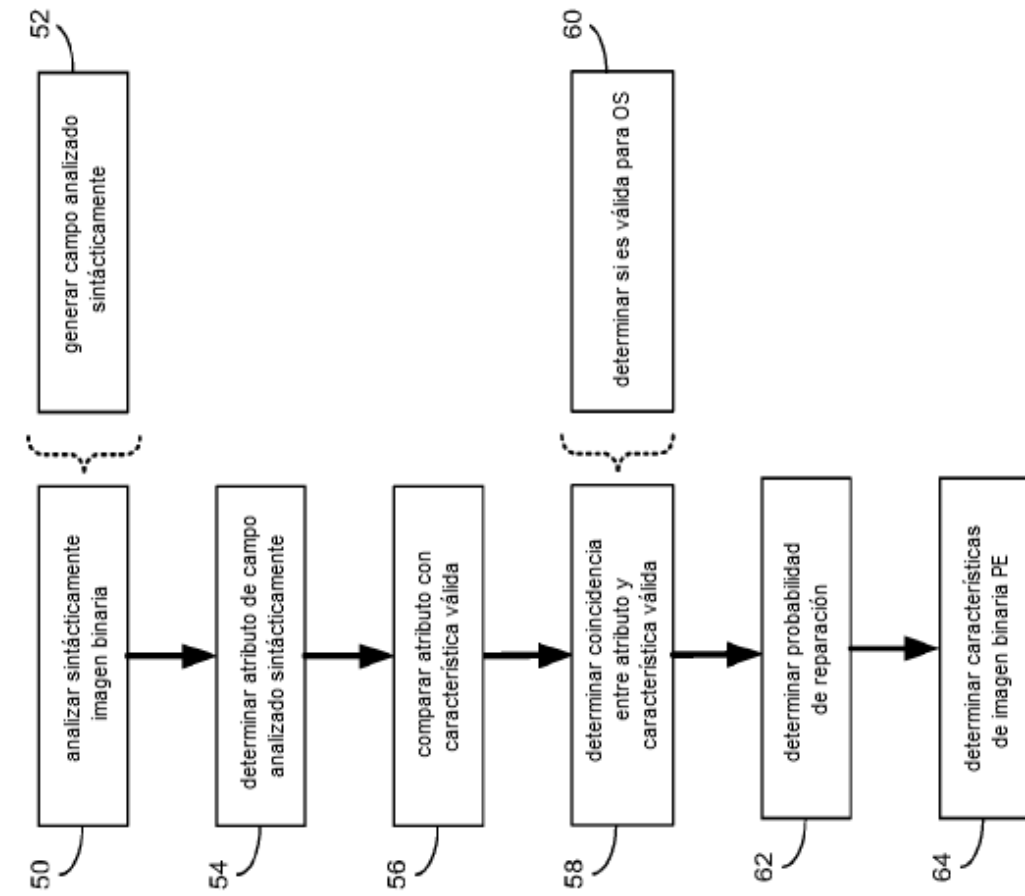 50
analizar sintácticamente
imagen binaria
52
generar campo analizado
sintácticamente
54
determinar atributo de campo
analizado sintácticamente
56
comparar atributo con
característica válida
58
determinar coincidencia
entre atributo y
característica válida
60
determinar si es válida para OS
62
determinar probabilidad
de reparación
64
determinar características
de imagen binaria PE